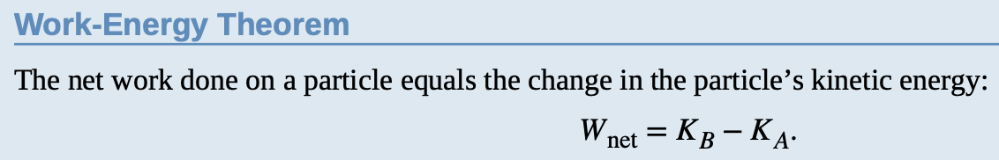 Work-Energy Theorem
The net work done on a particle equals the change in the particle’s kinetic energy:
W_net = K_B − K_A.